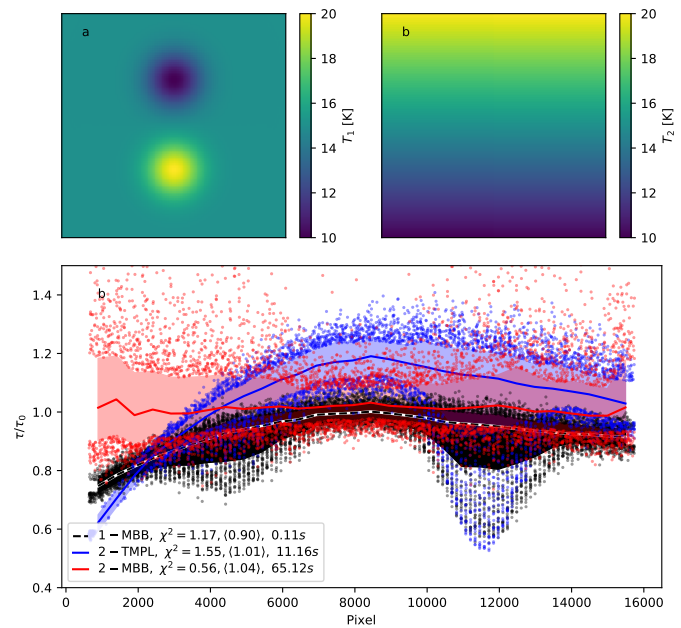 a
20
18
16
14
12
10
T₁ [K]
b
20
18
16
14
12
10
T₂ [K]
b
1.4
1.2
1.0
0.8
0.6
0.4
τ/τ₀
1 − MBB, χ² = 1.17, ⟨0.90⟩, 0.11s
2 − TMPL, χ² = 1.55, ⟨1.01⟩, 11.16s
2 − MBB, χ² = 0.56, ⟨1.04⟩, 65.12s
0 2000 4000 6000 8000 10000 12000 14000 16000
Pixel